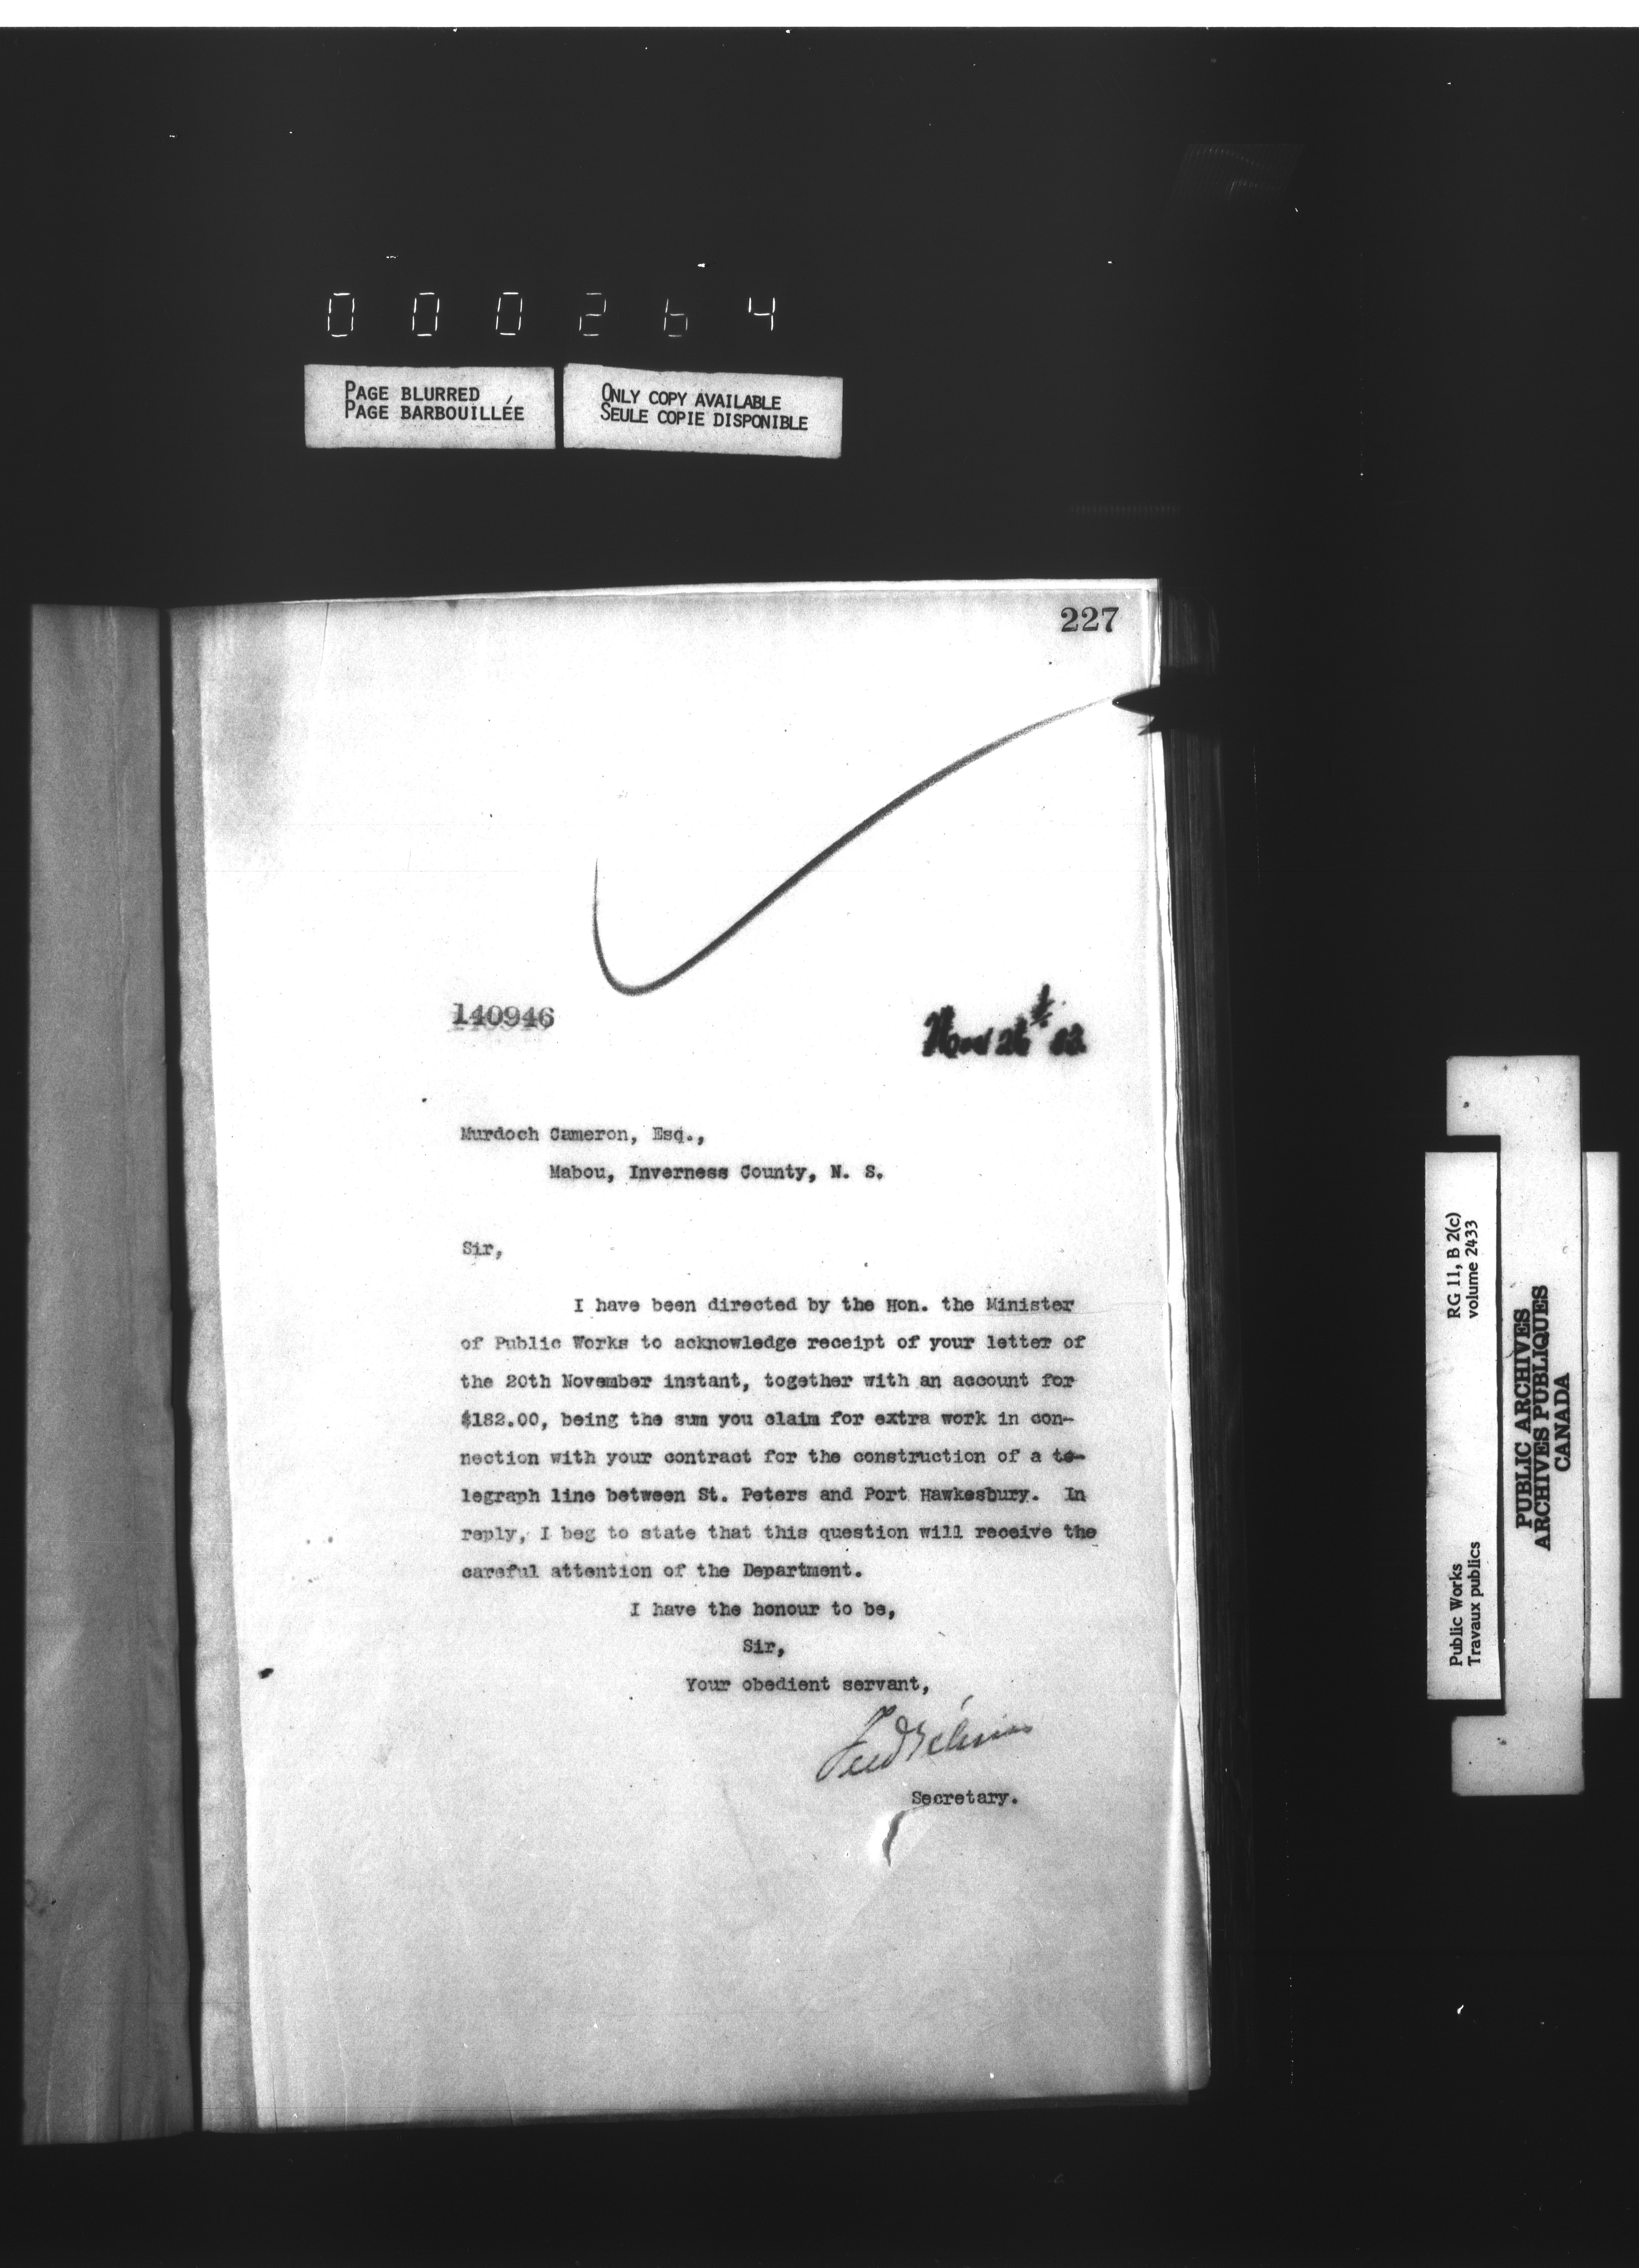 000264
PAGE BLURRED
PAGE BARBOUILLÉE
ONLY COPY AVAILABLE
SEULE COPIE DISPONIBLE
227
140946
Nov 26
Murdoch Cameron, Esq.,
Mabou, Inverness County, N. S.
Sir,
I have been directed by the Hon. the Minister
of Public Works to acknowledge receipt of your letter of
the 20th November instant, together with an account for
$182.00, being the sum you claim for extra work in con-
nection with your contract for the construction of a te-
legraph line between St. Peters and Port Hawkesbury. In
reply, I beg to state that this question will receive the
careful attention of the Department.
I have the honour to be,
Sir,
Your obedient servant,
Fred Gélinas
Secretary.
RG 11, B 2(c)
volume 2433
Public Works
Travaux publics
PUBLIC ARCHIVES
ARCHIVES PUBLIQUES
CANADA